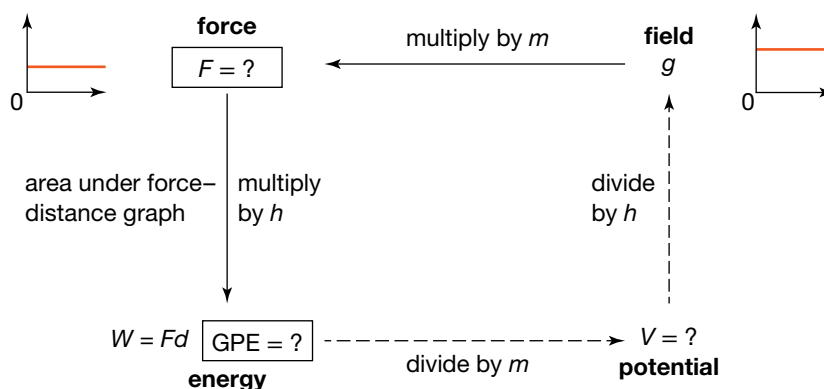 force
F = ?
0
multiply by m
field
g
0
area under force–
distance graph
multiply
by h
divide
by h
W = Fd
GPE = ?
energy
divide by m
V = ?
potential